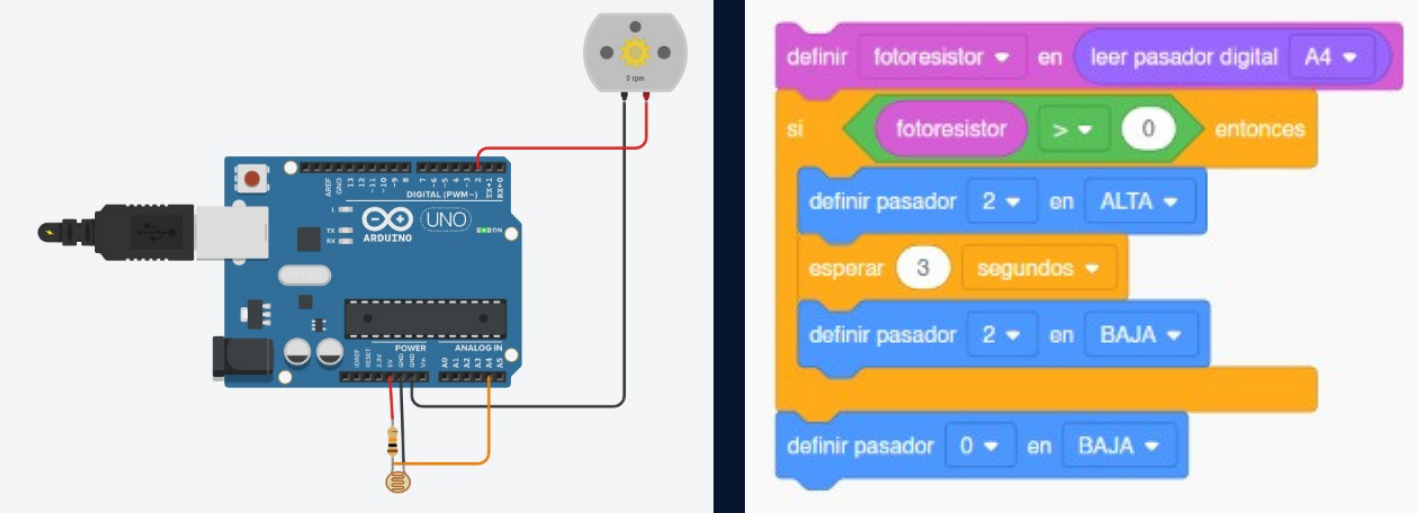 0 rpm
AREF
GND
13
12
~11
~10
~9
8
7
~6
~5
4
~3
2
TX→1
RX←0
DIGITAL (PWM~)
L
TX
RX
UNO
ARDUINO
ON
POWER
ANALOG IN
IOREF
RESET
3.3V
5V
GND
GND
Vin
A0
A1
A2
A3
A4
A5
definir fotoresistor en leer pasador digital A4
si fotoresistor > 0 entonces
definir pasador 2 en ALTA
esperar 3 segundos
definir pasador 2 en BAJA
definir pasador 0 en BAJA